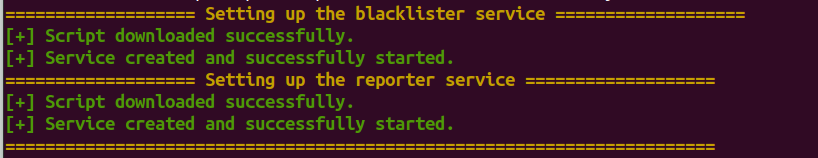 =================== Setting up the blacklister service ===================
[+] Script downloaded successfully.
[+] Service created and successfully started.
=================== Setting up the reporter service ===================
[+] Script downloaded successfully.
[+] Service created and successfully started.
=======================================================================